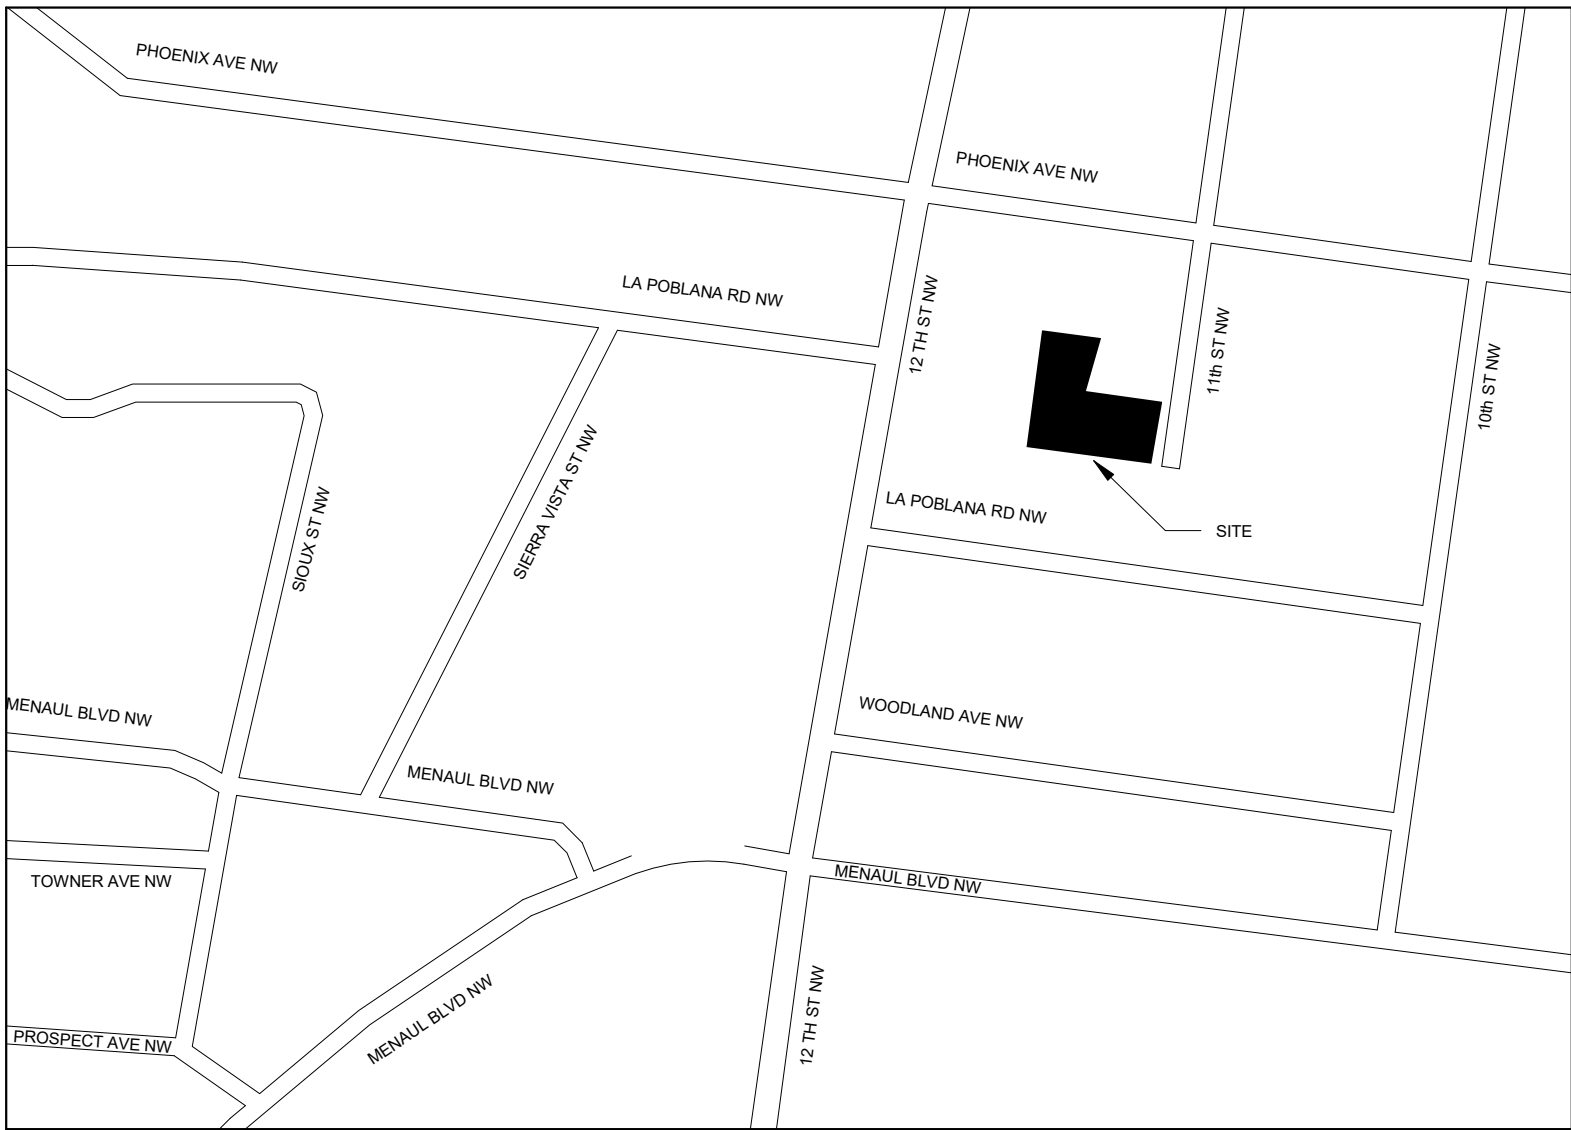 PHOENIX AVE NW
PHOENIX AVE NW
LA POBLANA RD NW
12 TH ST NW
11th ST NW
10th ST NW
SIERRA VISTA ST NW
SIOUX ST NW
LA POBLANA RD NW
SITE
MENAUL BLVD NW
WOODLAND AVE NW
MENAUL BLVD NW
TOWNER AVE NW
MENAUL BLVD NW
MENAUL BLVD NW
12 TH ST NW
PROSPECT AVE NW